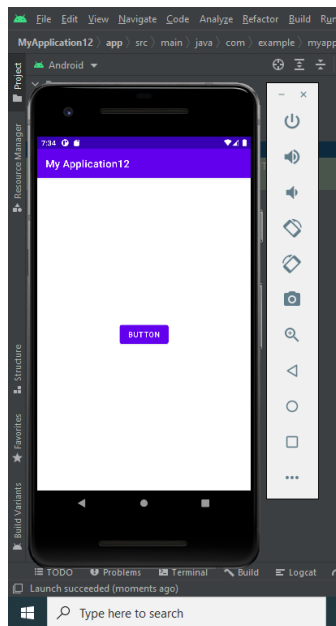 File Edit View Navigate Code Analyze Refactor Build
MyApplication12 app src main java com example myapp
Android
Project
Resource Manager
7:34
My Application12
BUTTON
Structure
Favorites
Build Variants
TODO Problems Terminal Build Logcat
Launch succeeded (moments ago)
Type here to search